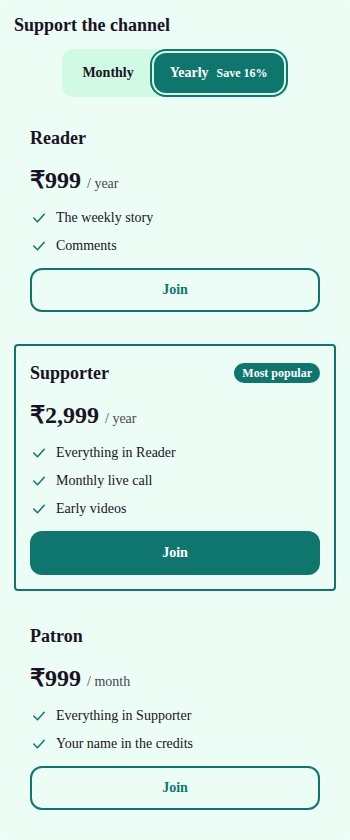 Support the channel
Monthly
Yearly Save 16%
Reader
₹999 / year
The weekly story
Comments
Join
Supporter
Most popular
₹2,999 / year
Everything in Reader
Monthly live call
Early videos
Join
Patron
₹999 / month
Everything in Supporter
Your name in the credits
Join